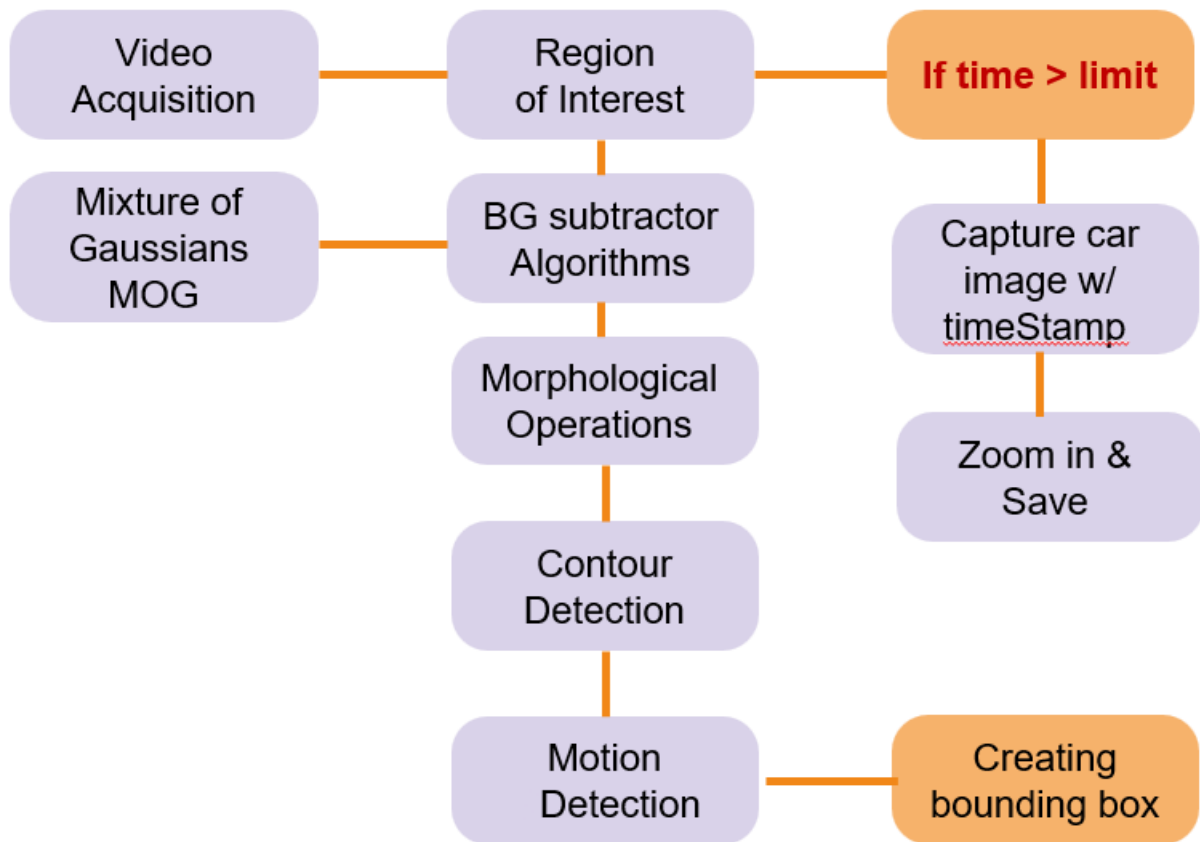 Video
Acquisition
Region
of Interest
If time > limit
Mixture of
Gaussians
MOG
BG subtractor
Algorithms
Capture car
image w/
timeStamp
Morphological
Operations
Zoom in &
Save
Contour
Detection
Motion
Detection
Creating
bounding box